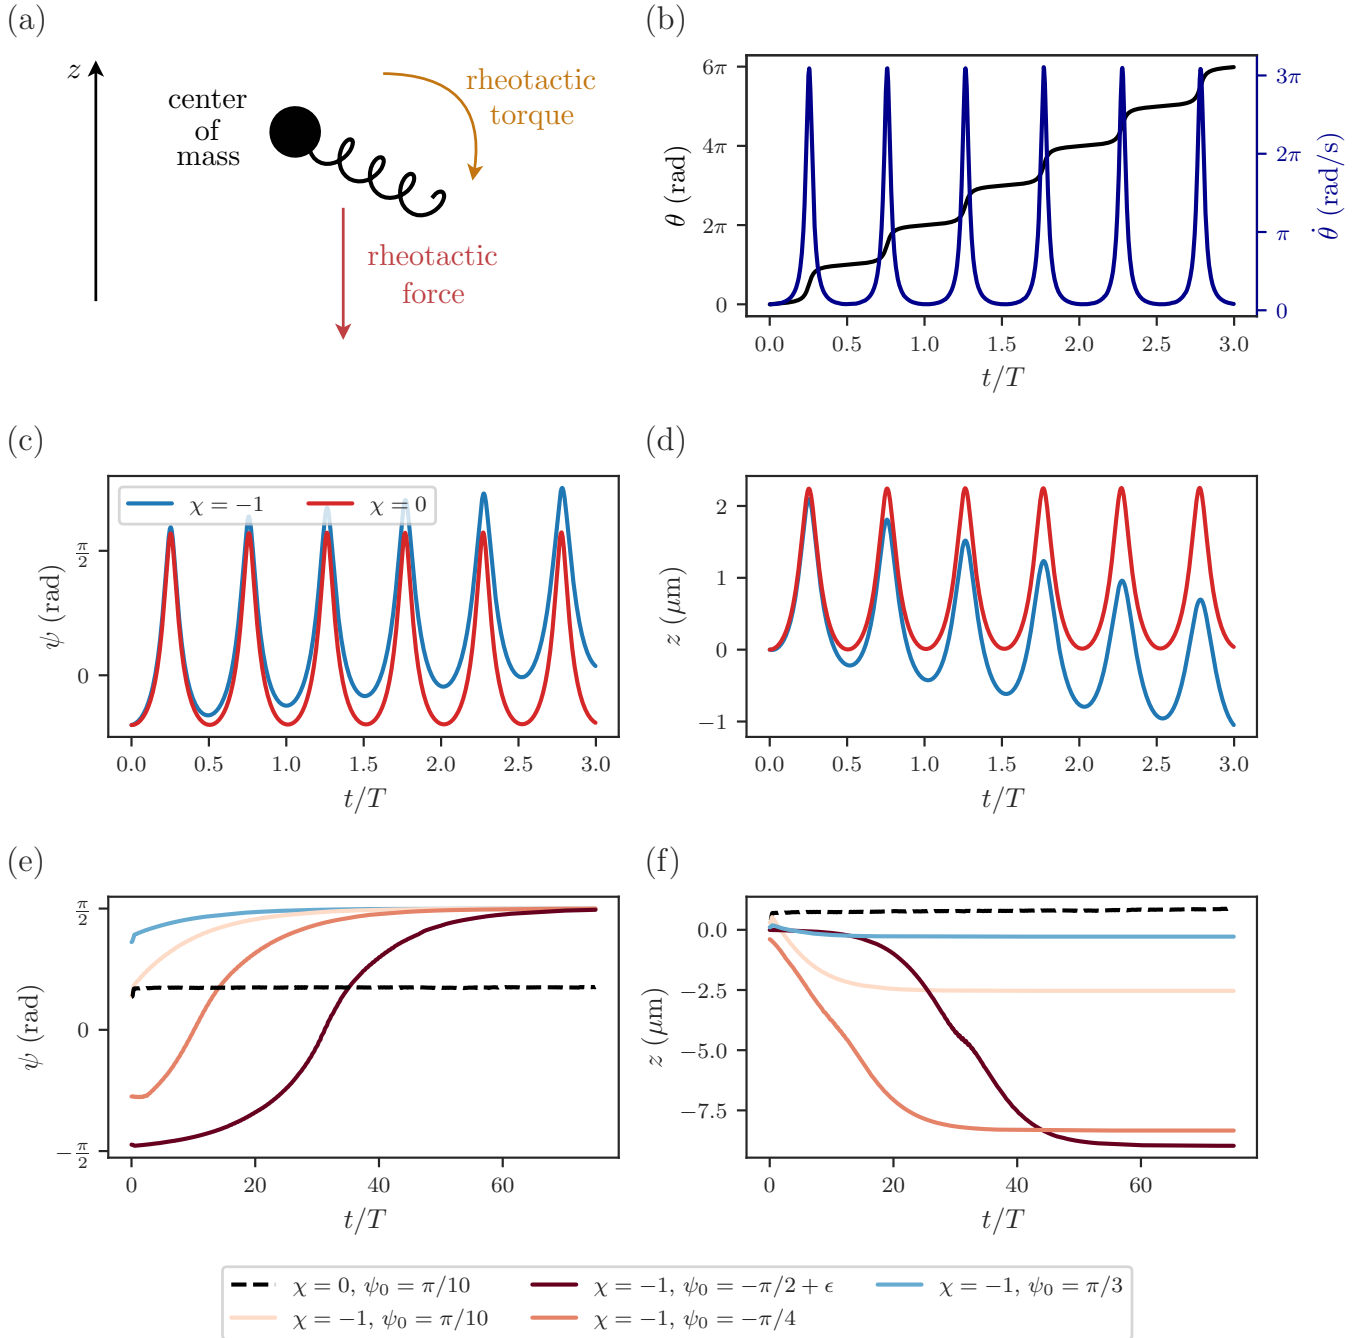 (a)
z
center
of
mass
rheotactic
torque
rheotactic
force
(b)
6π
4π
2π
0
θ (rad)
3π
2π
π
0
θ̇ (rad/s)
0.0 0.5 1.0 1.5 2.0 2.5 3.0
t/T
(c)
χ = −1 χ = 0
π/2
0
ψ (rad)
0.0 0.5 1.0 1.5 2.0 2.5 3.0
t/T
(d)
2
1
0
−1
z (μm)
0.0 0.5 1.0 1.5 2.0 2.5 3.0
t/T
(e)
π/2
0
−π/2
ψ (rad)
0 20 40 60
t/T
(f)
0.0
−2.5
−5.0
−7.5
z (μm)
0 20 40 60
t/T
χ = 0, ψ₀ = π/10 χ = −1, ψ₀ = −π/2 + ϵ χ = −1, ψ₀ = π/3
χ = −1, ψ₀ = π/10 χ = −1, ψ₀ = −π/4